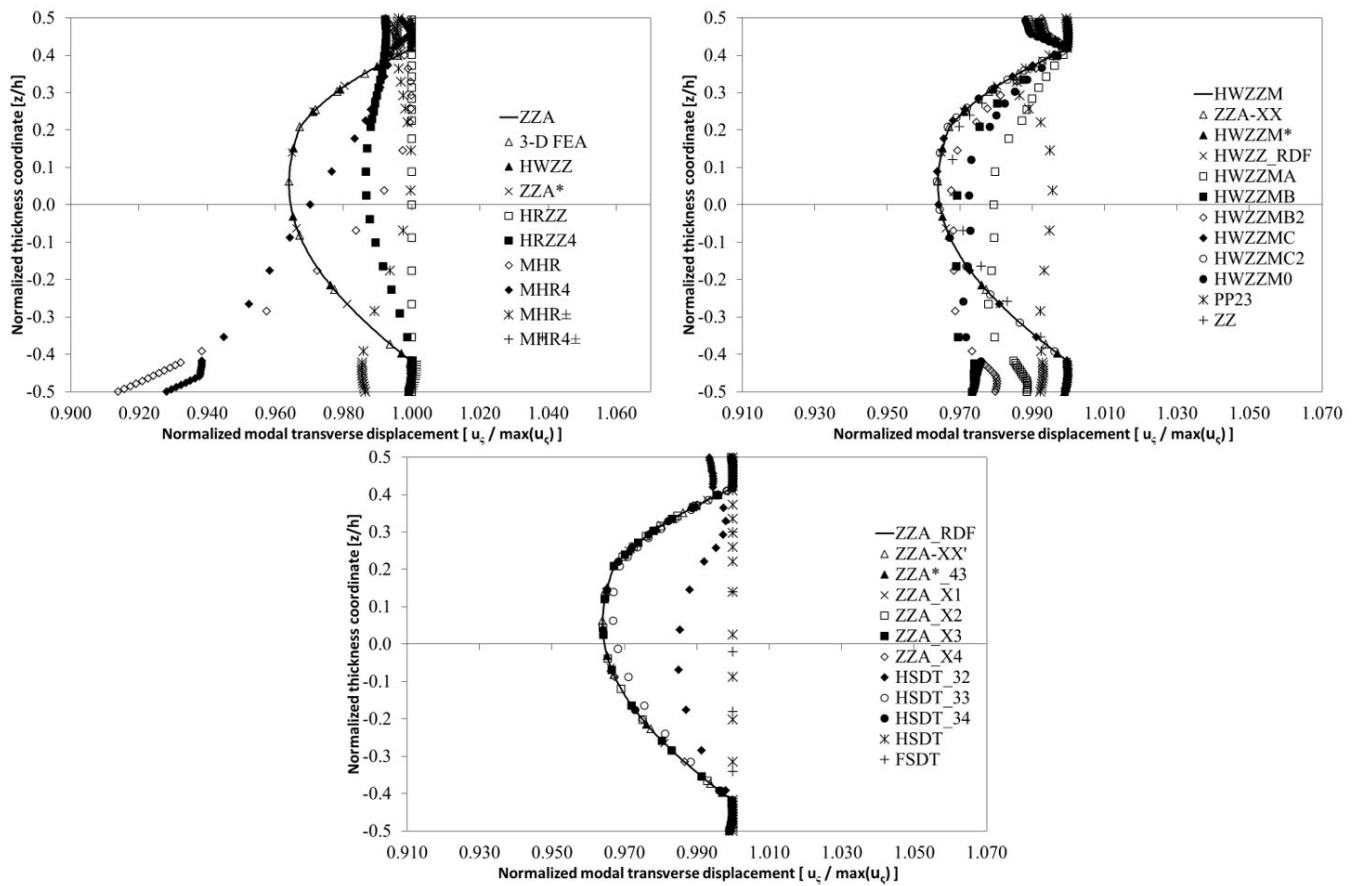 Normalized thickness coordinate [z/h]
0.5
0.4
0.3
0.2
0.1
0.0
-0.1
-0.2
-0.3
-0.4
-0.5
0.900
0.920
0.940
0.960
0.980
1.000
1.020
1.040
1.060
Normalized modal transverse displacement [ uς / max(uς) ]
ZZA
3-D FEA
HWZZ
ZZA*
HRZZ
HRZZ4
MHR
MHR4
MHR±
MHR4±
Normalized thickness coordinate [z/h]
0.5
0.4
0.3
0.2
0.1
0.0
-0.1
-0.2
-0.3
-0.4
-0.5
0.910
0.930
0.950
0.970
0.990
1.010
1.030
1.050
1.070
Normalized modal transverse displacement [ uς / max(uς) ]
HWZZM
ZZA-XX
HWZZM*
HWZZ_RDF
HWZZMA
HWZZMB
HWZZMB2
HWZZMC
HWZZMC2
HWZZM0
PP23
ZZ
Normalized thickness coordinate [z/h]
0.5
0.4
0.3
0.2
0.1
0.0
-0.1
-0.2
-0.3
-0.4
-0.5
0.910
0.930
0.950
0.970
0.990
1.010
1.030
1.050
1.070
Normalized modal transverse displacement [ uς / max(uς) ]
ZZA_RDF
ZZA-XX'
ZZA*_43
ZZA_X1
ZZA_X2
ZZA_X3
ZZA_X4
HSDT_32
HSDT_33
HSDT_34
HSDT
FSDT